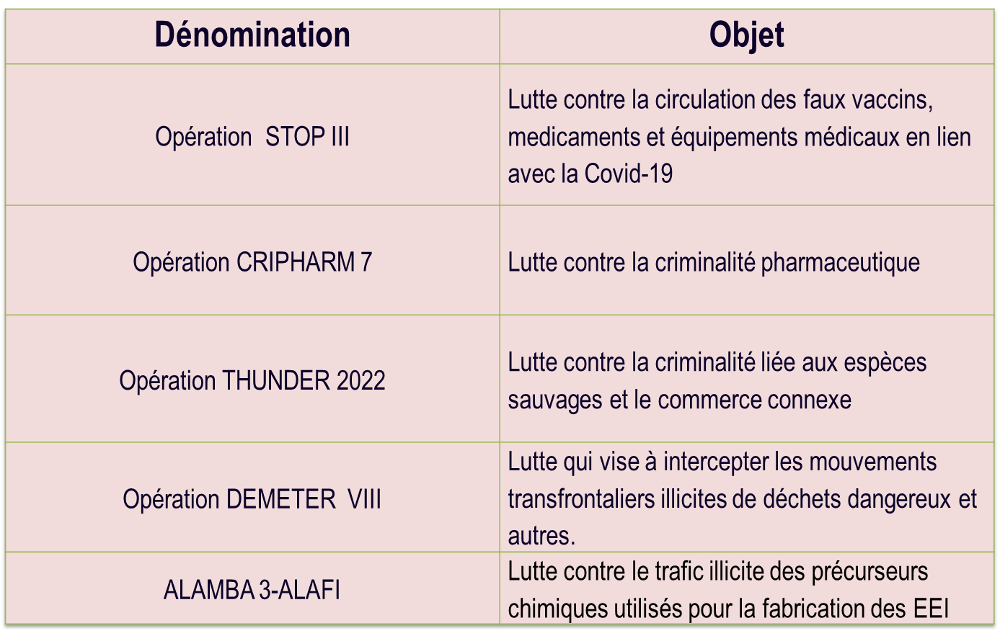 Dénomination
Objet
Opération STOP III
Lutte contre la circulation des faux vaccins,
medicaments et équipements médicaux en lien
avec la Covid-19
Opération CRIPHARM 7
Lutte contre la criminalité pharmaceutique
Opération THUNDER 2022
Lutte contre la criminalité liée aux espèces
sauvages et le commerce connexe
Opération DEMETER VIII
Lutte qui vise à intercepter les mouvements
transfrontaliers illicites de déchets dangereux et
autres.
ALAMBA 3-ALAFI
Lutte contre le trafic illicite des précurseurs
chimiques utilisés pour la fabrication des EEI